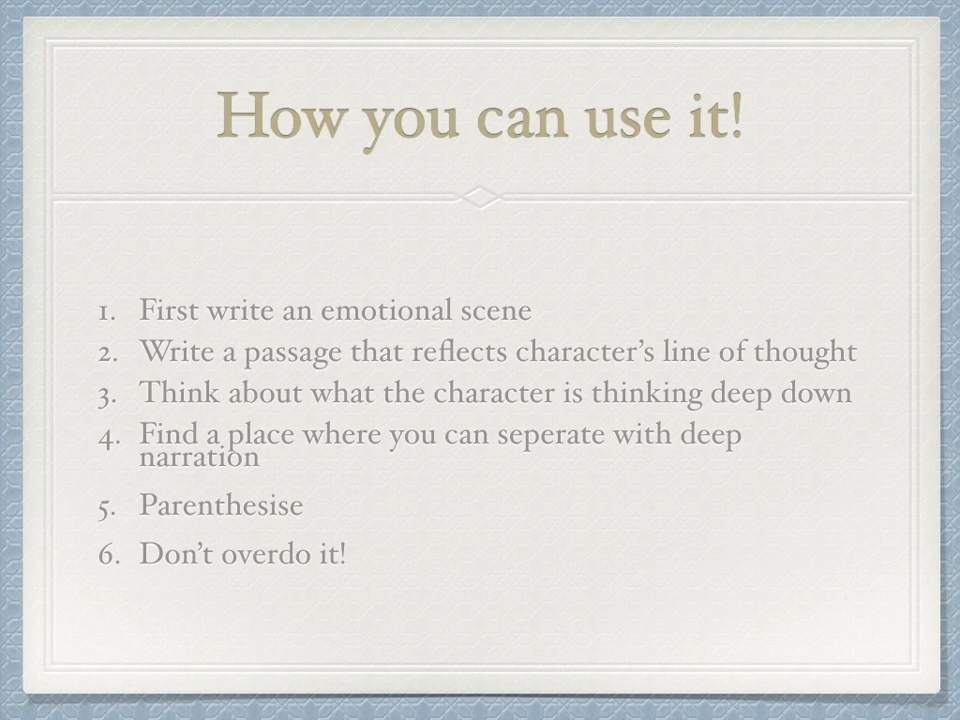 How you can use it!
1. First write an emotional scene
2. Write a passage that reflects character's line of thought
3. Think about what the character is thinking deep down
4. Find a place where you can seperate with deep
narration
5. Parenthesise
6. Don't overdo it!